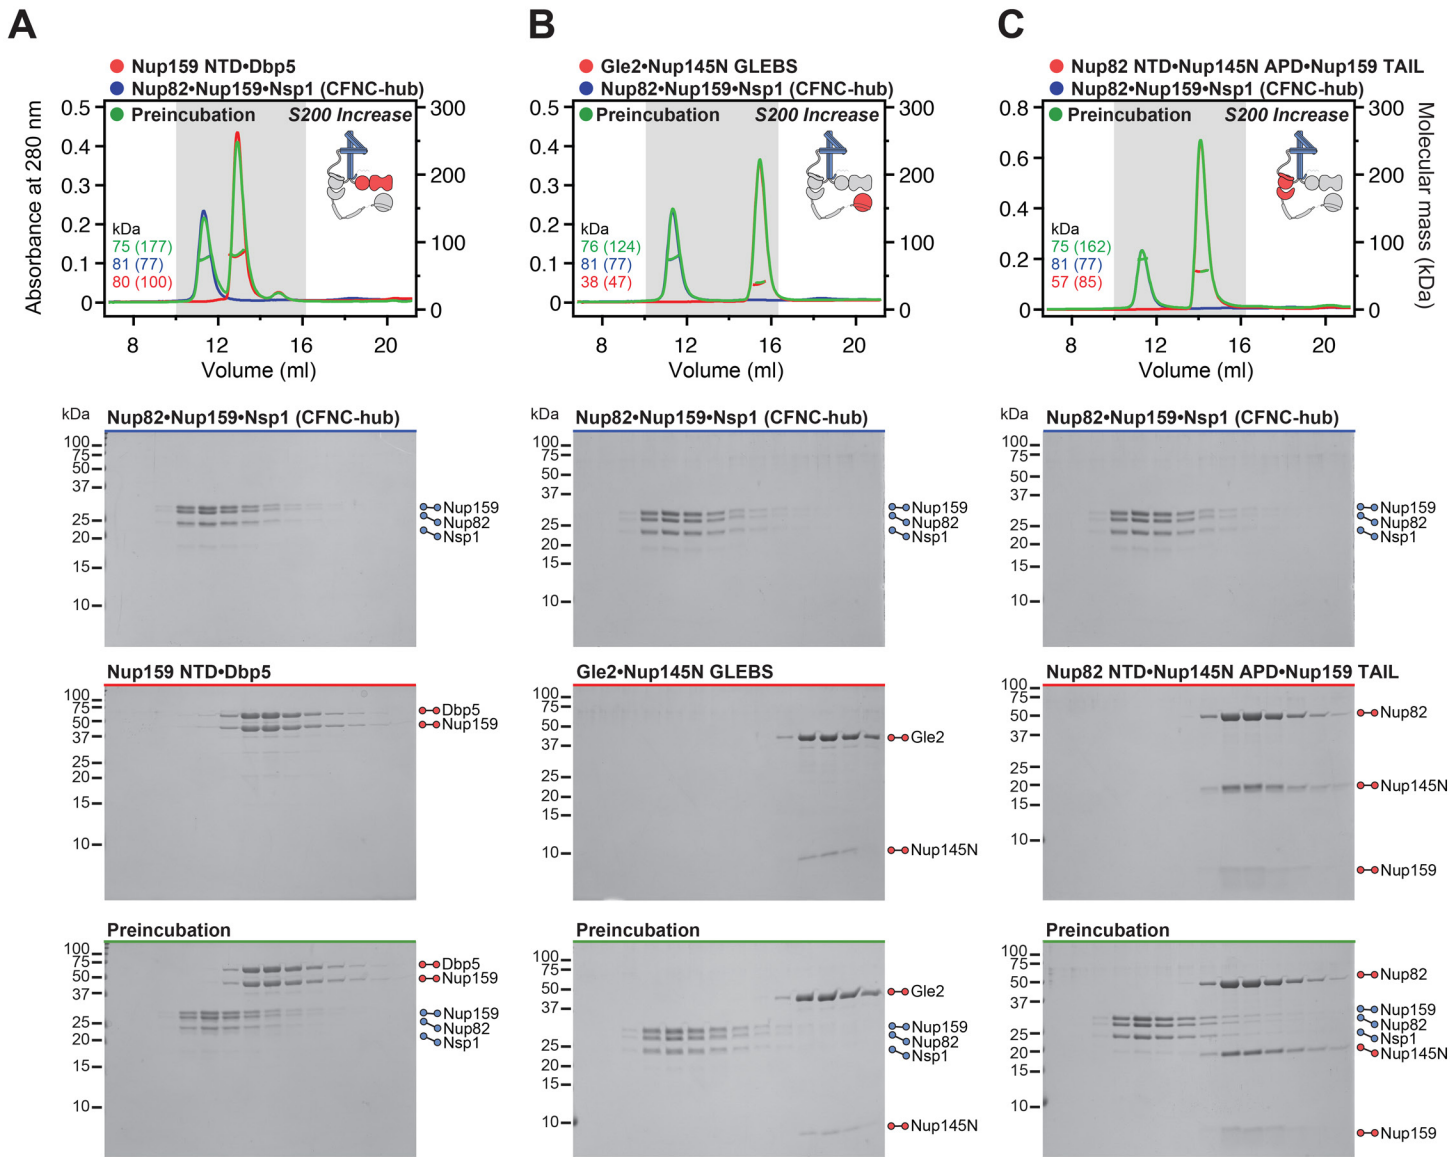 A
B
C
Nup159 NTD•Dbp5
Nup82•Nup159•Nsp1 (CFNC-hub)
Preincubation
S200 Increase
0.5
0.4
0.3
0.2
0.1
0
300
200
100
0
kDa
75 (177)
81 (77)
80 (100)
8
12
16
20
Absorbance at 280 nm
Volume (ml)
Gle2•Nup145N GLEBS
Nup82•Nup159•Nsp1 (CFNC-hub)
Preincubation
S200 Increase
0.5
0.4
0.3
0.2
0.1
0
300
200
100
0
kDa
76 (124)
81 (77)
38 (47)
8
12
16
20
Volume (ml)
Nup82 NTD•Nup145N APD•Nup159 TAIL
Nup82•Nup159•Nsp1 (CFNC-hub)
Preincubation
S200 Increase
0.8
0.6
0.4
0.2
0
300
200
100
0
kDa
75 (162)
81 (77)
57 (85)
8
12
16
20
Volume (ml)
Molecular mass (kDa)
kDa
Nup82•Nup159•Nsp1 (CFNC-hub)
100
75
50
37
25
20
15
10
Nup159
Nup82
Nsp1
kDa
Nup82•Nup159•Nsp1 (CFNC-hub)
100
75
50
37
25
20
15
10
Nup159
Nup82
Nsp1
kDa
Nup82•Nup159•Nsp1 (CFNC-hub)
100
75
50
37
25
20
15
10
Nup159
Nup82
Nsp1
Nup159 NTD•Dbp5
100
75
50
37
25
20
15
10
Dbp5
Nup159
Gle2•Nup145N GLEBS
100
75
50
37
25
20
15
10
Gle2
Nup145N
Nup82 NTD•Nup145N APD•Nup159 TAIL
100
75
50
37
25
20
15
10
Nup82
Nup145N
Nup159
Preincubation
100
75
50
37
25
20
15
10
Dbp5
Nup159
Nup159
Nup82
Nsp1
Preincubation
100
75
50
37
25
20
15
10
Gle2
Nup159
Nup82
Nsp1
Nup145N
Preincubation
100
75
50
37
25
20
15
10
Nup82
Nup159
Nup82
Nsp1
Nup145N
Nup159